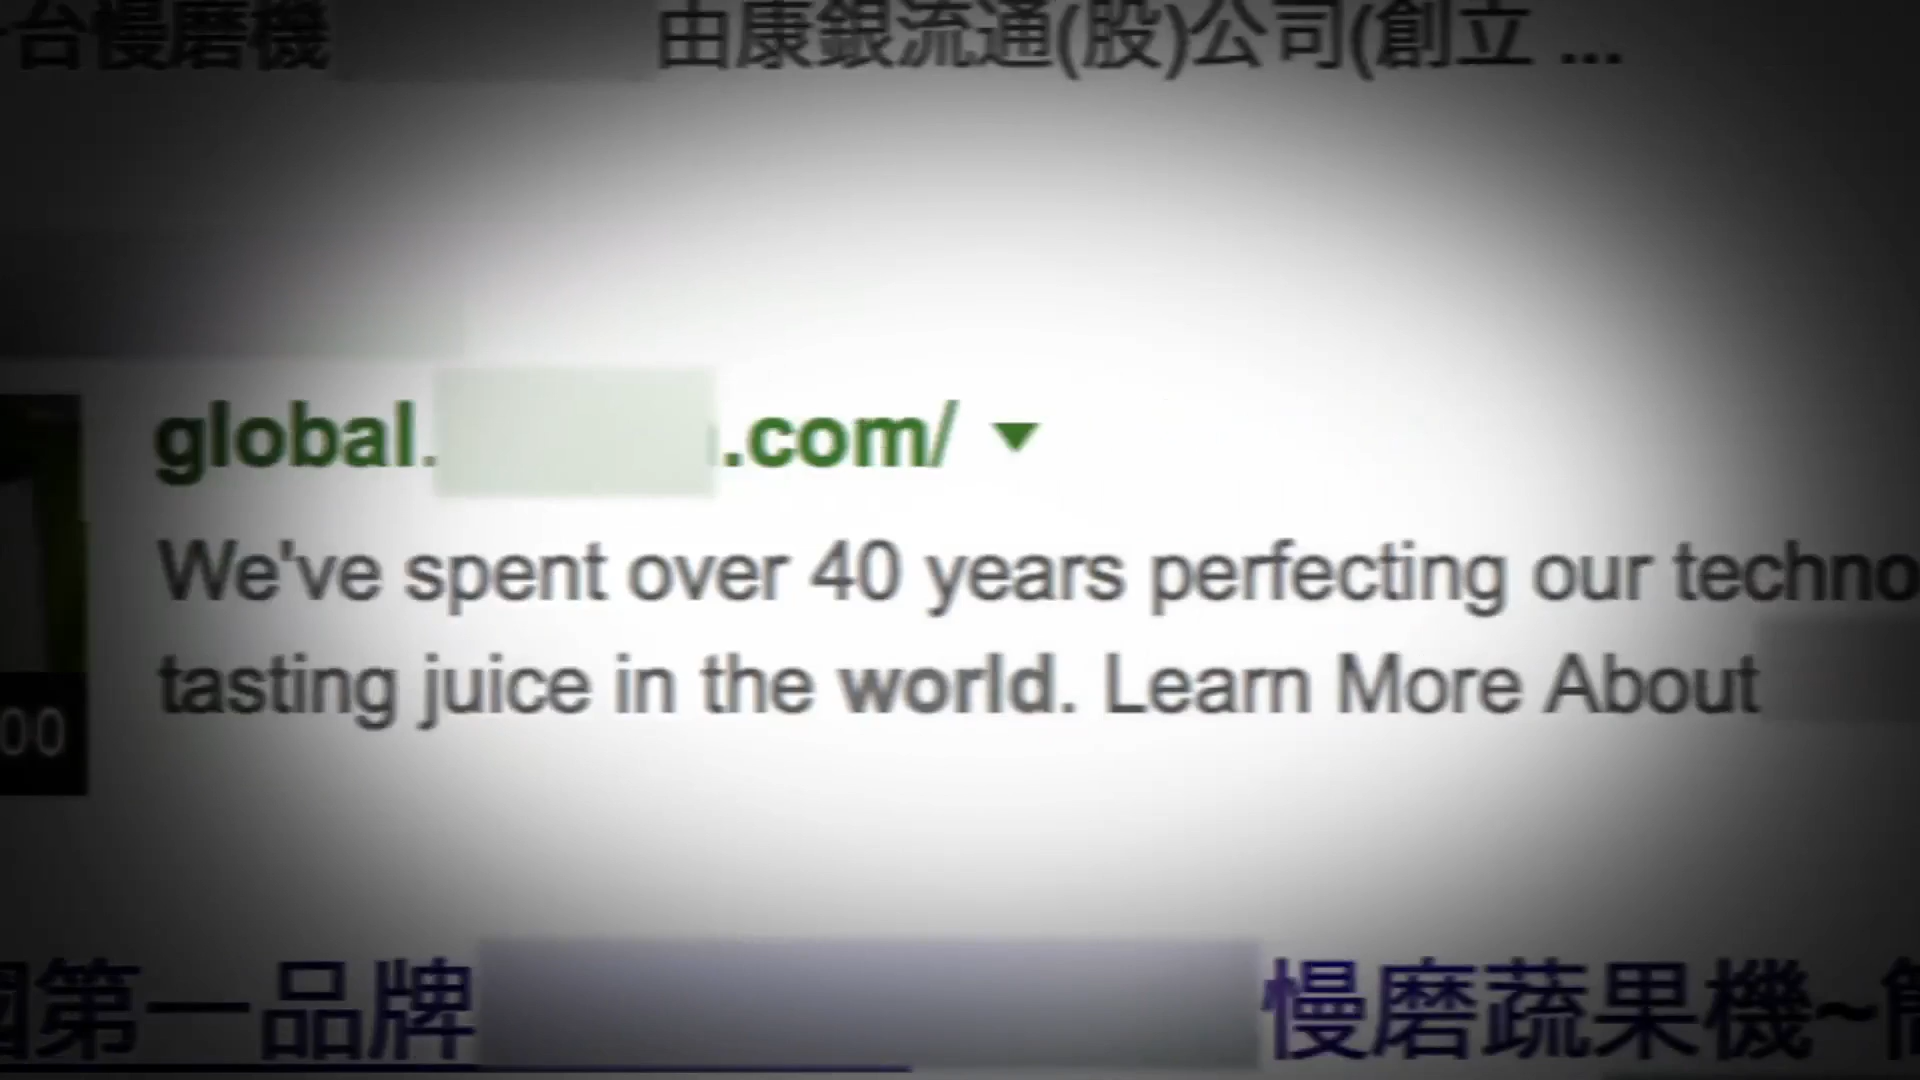 台慢磨機 由康銀流通(股)公司(創立 ...
global. .com/
We've spent over 40 years perfecting our techno
tasting juice in the world. Learn More About
00
國第一品牌 慢磨蔬果機~簡